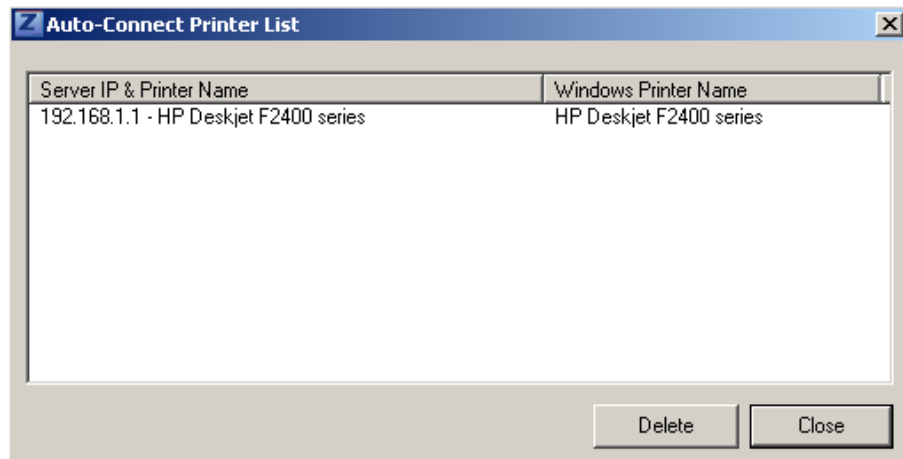 Z Auto-Connect Printer List
Server IP & Printer Name Windows Printer Name
192.168.1.1 - HP Deskjet F2400 series HP Deskjet F2400 series
Delete Close